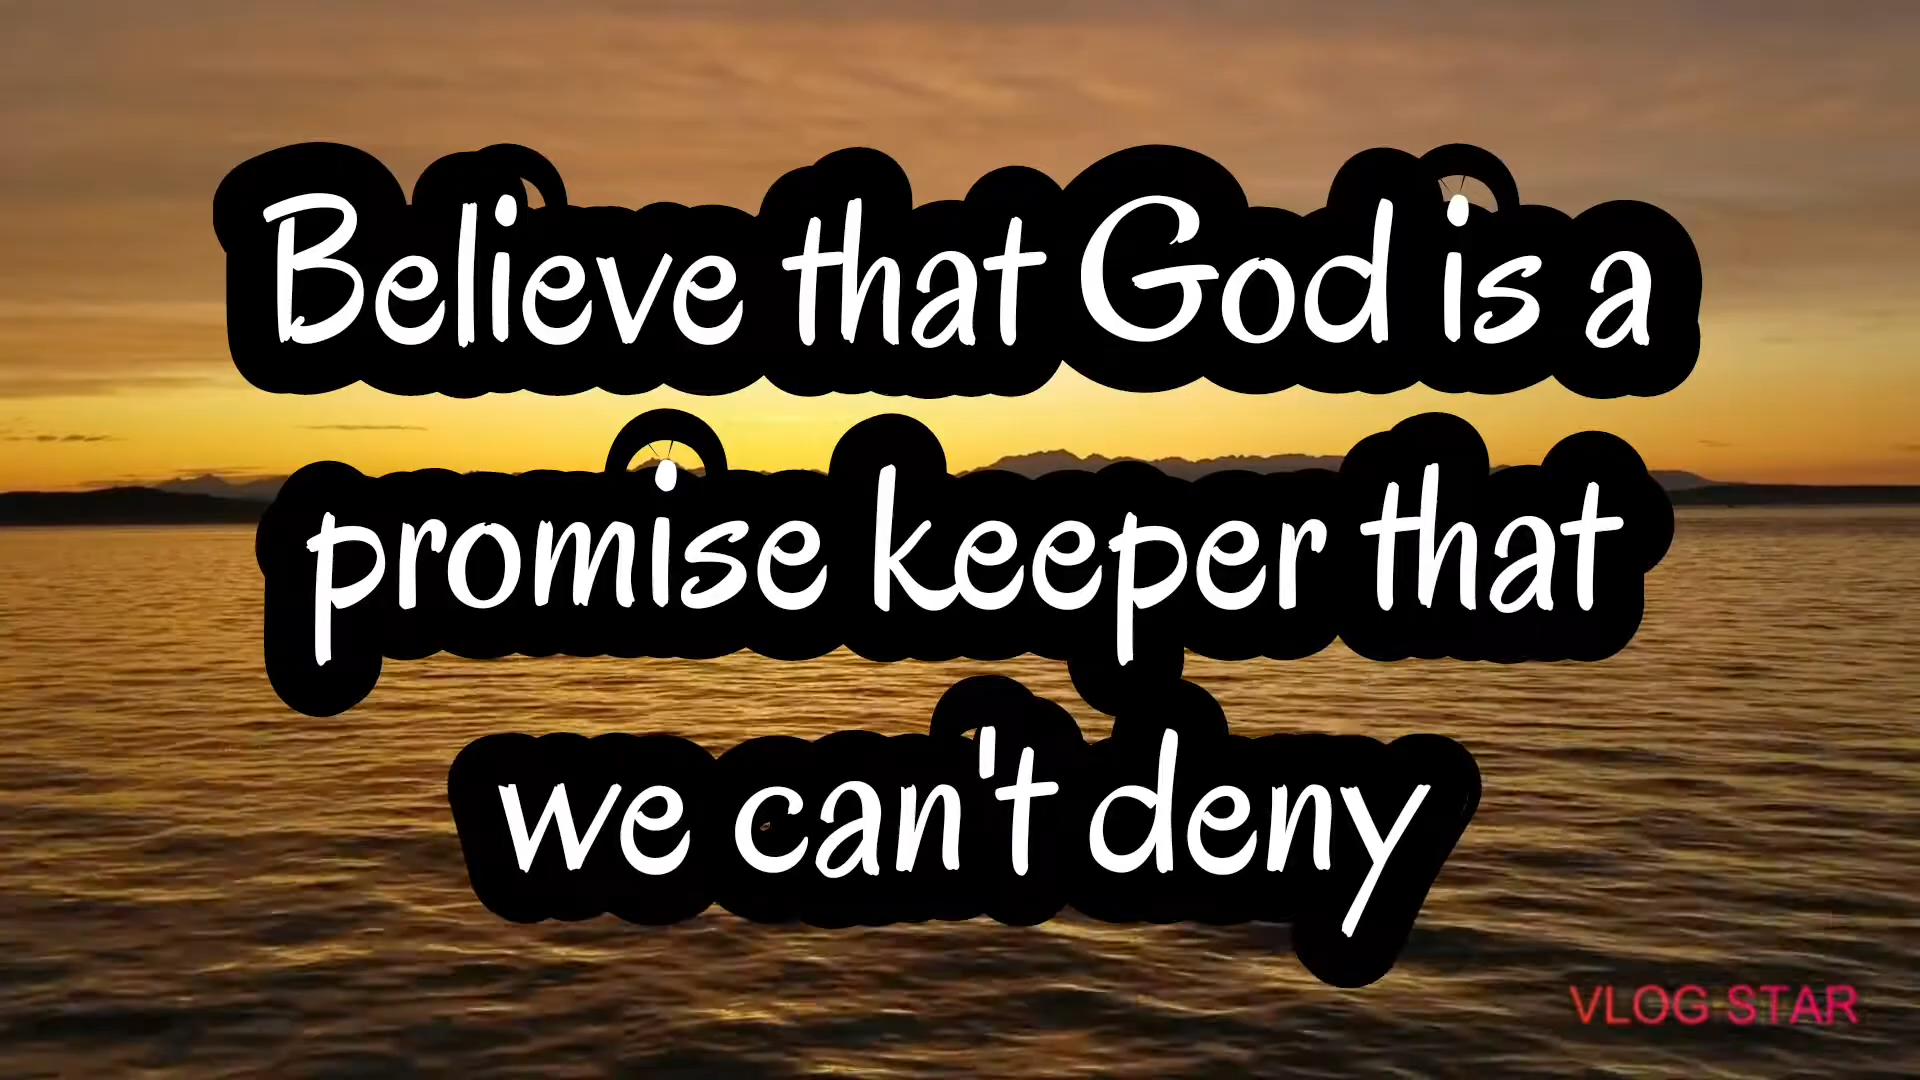 Believe that God is a
promise keeper that
we can't deny
VLOG STAR